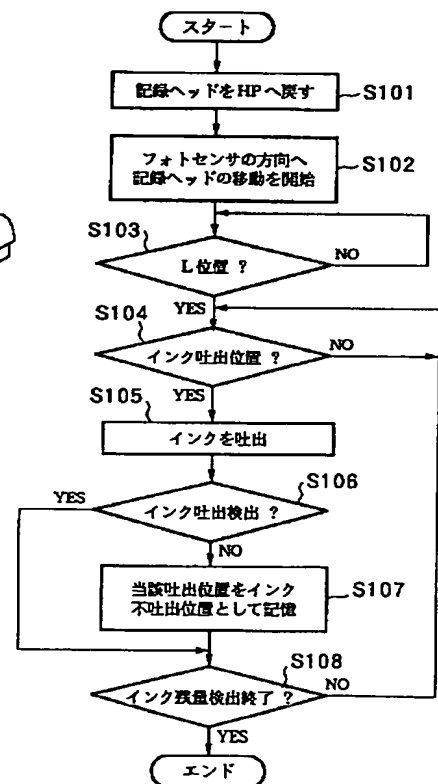 スタート
記録ヘッドをHPへ戻す
S101
フォトセンサの方向へ
記録ヘッドの移動を開始
S102
S103
L位置 ?
NO
YES
S104
インク吐出位置 ?
NO
YES
S105
インクを吐出
S106
インク吐出検出 ?
YES
NO
当該吐出位置をインク
不吐出位置として記憶
S107
S108
インク残量検出終了 ?
NO
YES
エンド